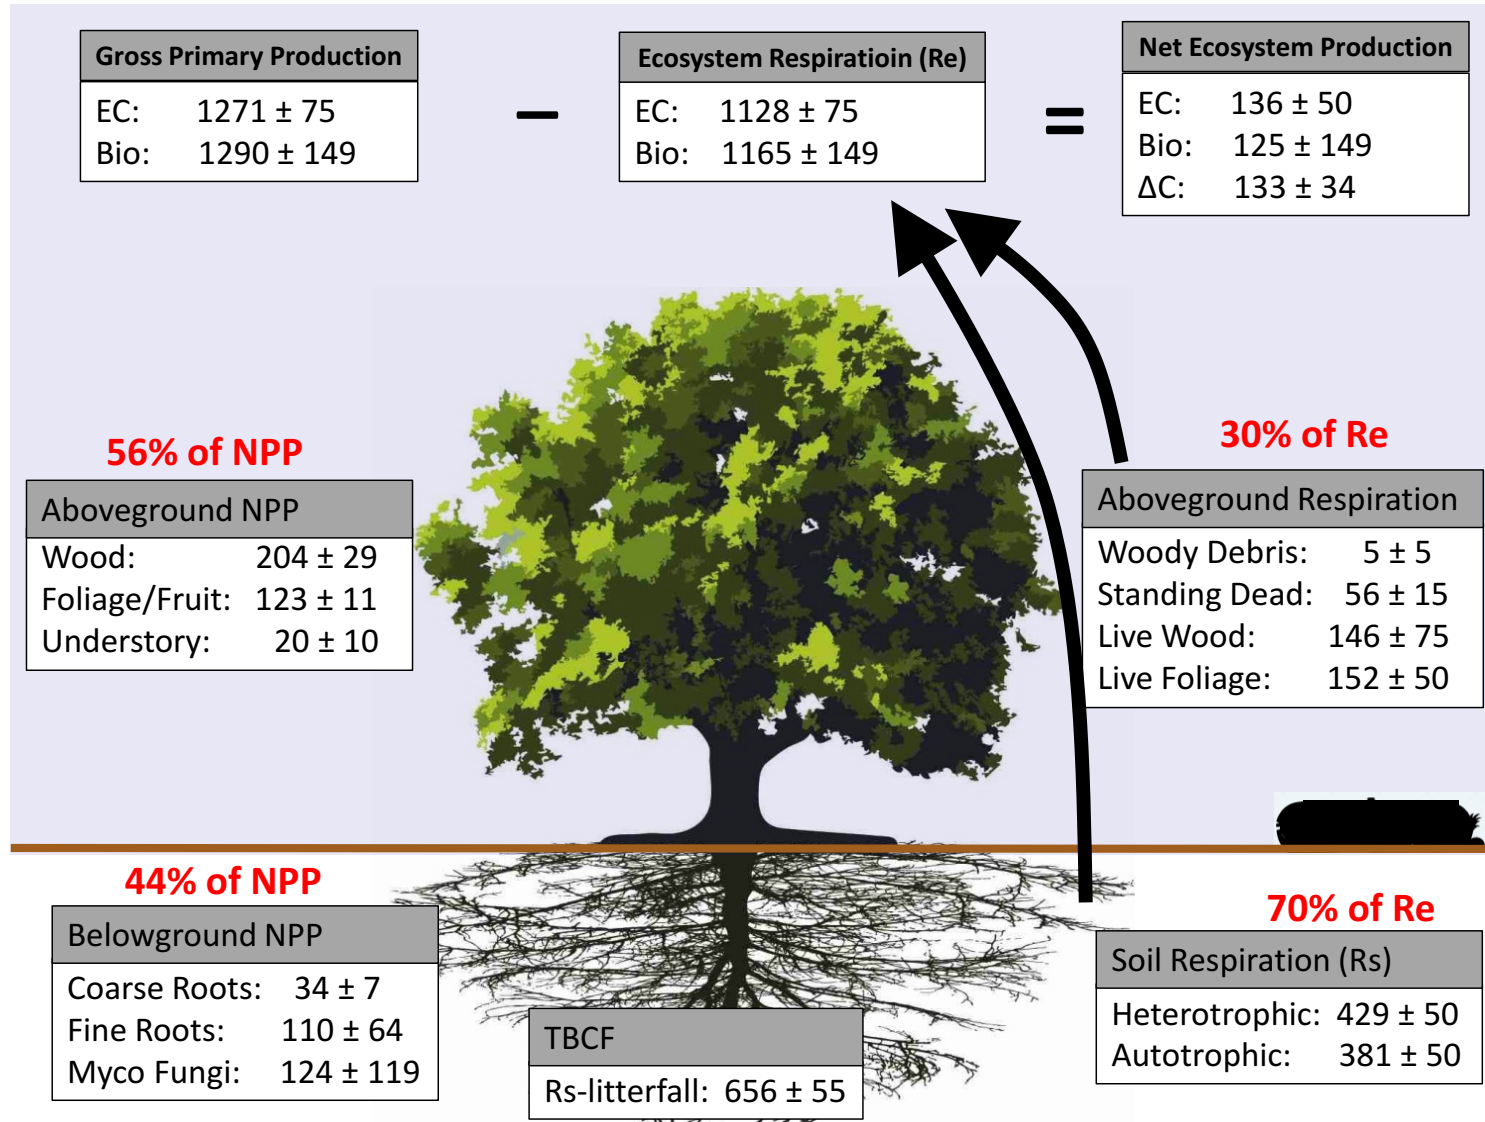 Gross Primary Production
EC: 1271 ± 75
Bio: 1290 ± 149
−
Ecosystem Respiratioin (Re)
EC: 1128 ± 75
Bio: 1165 ± 149
=
Net Ecosystem Production
EC: 136 ± 50
Bio: 125 ± 149
ΔC: 133 ± 34
56% of NPP
Aboveground NPP
Wood: 204 ± 29
Foliage/Fruit: 123 ± 11
Understory: 20 ± 10
30% of Re
Aboveground Respiration
Woody Debris: 5 ± 5
Standing Dead: 56 ± 15
Live Wood: 146 ± 75
Live Foliage: 152 ± 50
44% of NPP
Belowground NPP
Coarse Roots: 34 ± 7
Fine Roots: 110 ± 64
Myco Fungi: 124 ± 119
TBCF
Rs-litterfall: 656 ± 55
70% of Re
Soil Respiration (Rs)
Heterotrophic: 429 ± 50
Autotrophic: 381 ± 50